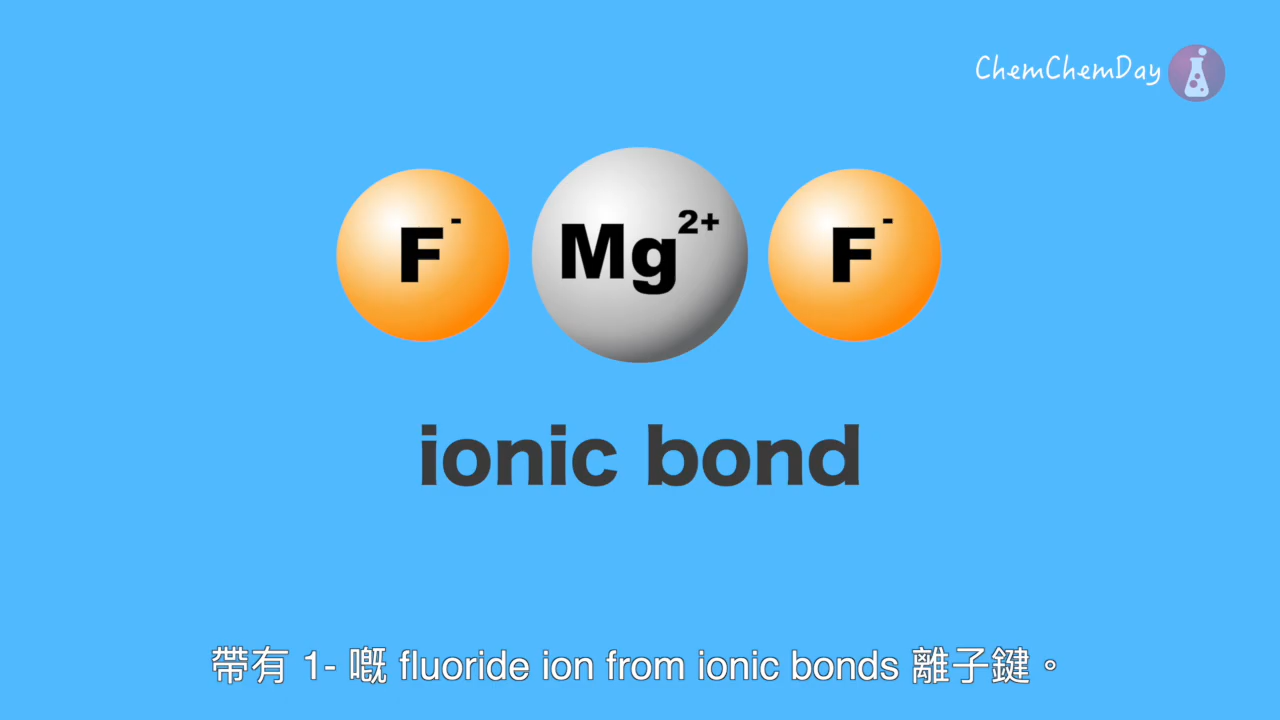 ChemChemDay
F- Mg2+ F-
ionic bond
帶有 1- 嘅 fluoride ion from ionic bonds 離子鍵。